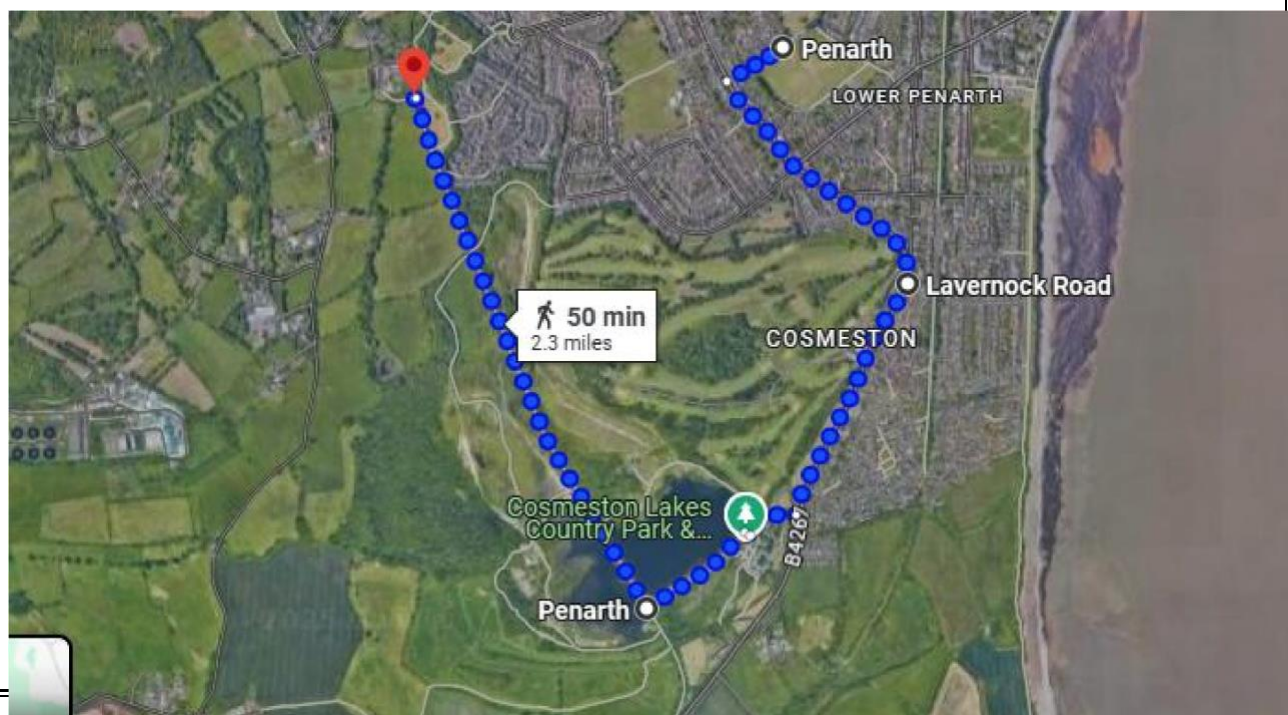 Penarth
LOWER PENARTH
Lavernock Road
50 min
2.3 miles
COSMESTON
Cosmeston Lakes
Country Park &...
B4267
Penarth